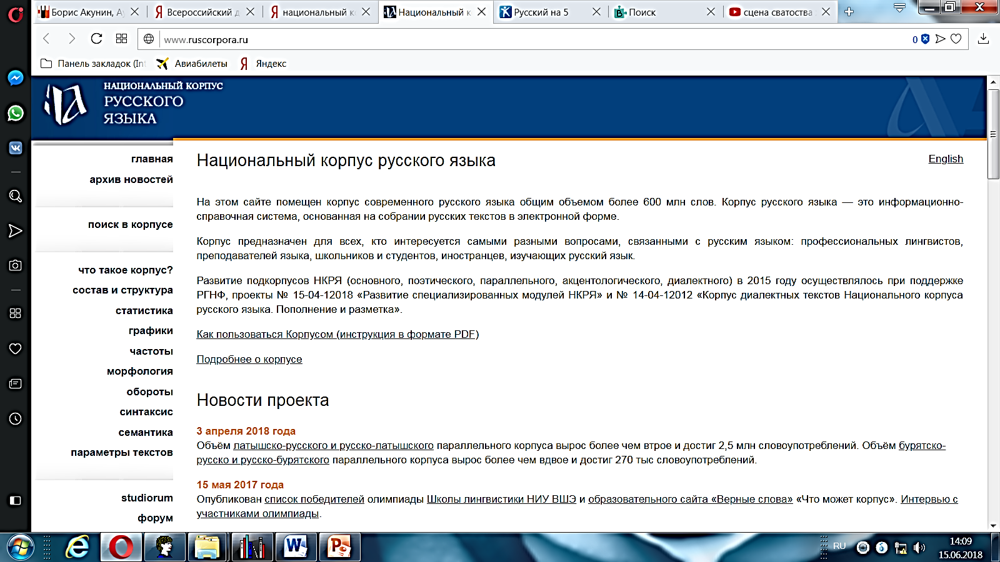 Борис Акунин, А
Всероссийский д
национальный к
Национальный к
Русский на 5
Поиск
сцена сватовства
www.ruscorpora.ru
0
Панель закладок (Int
Авиабилеты
Яндекс
НАЦИОНАЛЬНЫЙ КОРПУС
РУССКОГО
ЯЗЫКА
главная
архив новостей
поиск в корпусе
что такое корпус?
состав и структура
статистика
графики
частоты
морфология
обороты
синтаксис
семантика
параметры текстов
studiorum
форум
Национальный корпус русского языка
English
На этом сайте помещен корпус современного русского языка общим объемом более 600 млн слов. Корпус русского языка — это информационно-
справочная система, основанная на собрании русских текстов в электронной форме.
Корпус предназначен для всех, кто интересуется самыми разными вопросами, связанными с русским языком: профессиональных лингвистов,
преподавателей языка, школьников и студентов, иностранцев, изучающих русский язык.
Развитие подкорпусов НКРЯ (основного, поэтического, параллельного, акцентологического, диалектного) в 2015 году осуществлялось при поддержке
РГНФ, проекты № 15-04-12018 «Развитие специализированных модулей НКРЯ» и № 14-04-12012 «Корпус диалектных текстов Национального корпуса
русского языка. Пополнение и разметка».
Как пользоваться Корпусом (инструкция в формате PDF)
Подробнее о корпусе
Новости проекта
3 апреля 2018 года
Объём латышско-русского и русско-латышского параллельного корпуса вырос более чем втрое и достиг 2,5 млн словоупотреблений. Объём бурятско-
русско и русско-бурятского параллельного корпуса вырос более чем вдвое и достиг 270 тыс словоупотреблений.
15 мая 2017 года
Опубликован список победителей олимпиады Школы лингвистики НИУ ВШЭ и образовательного сайта «Верные слова» «Что может корпус». Интервью с
участниками олимпиады.
RU
14:09
15.06.2018